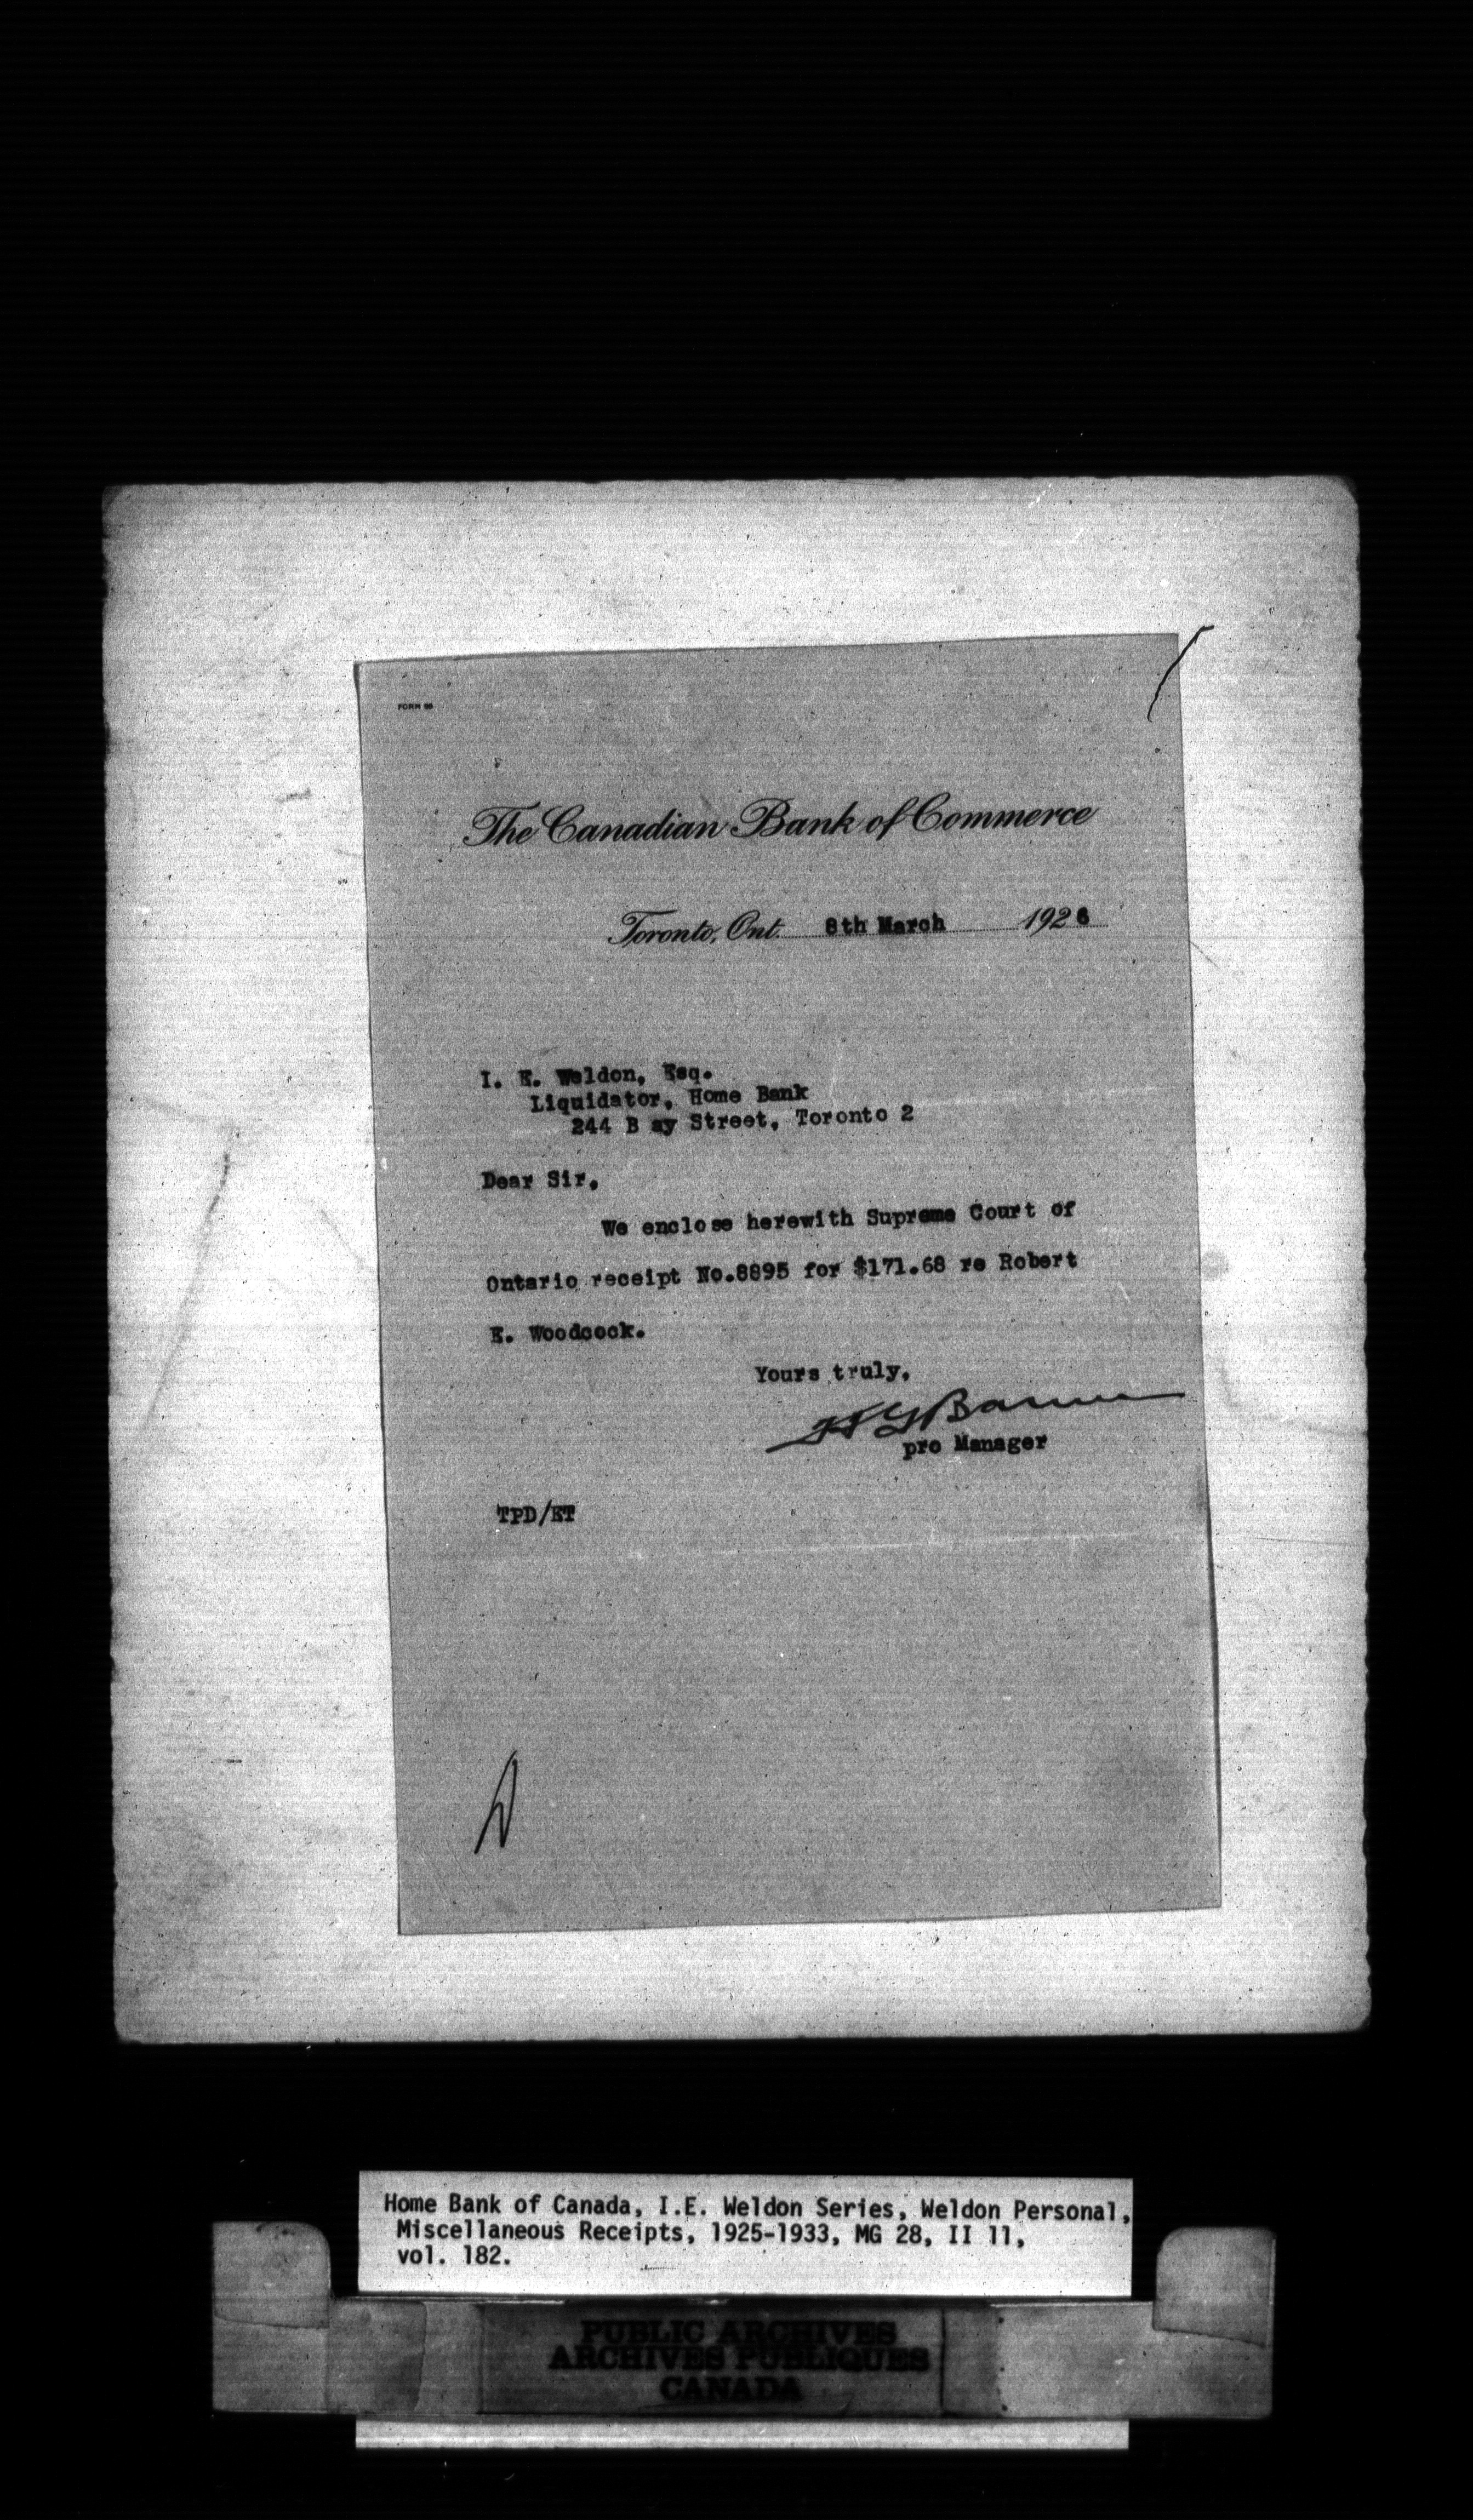 The Canadian Bank of Commerce
Toronto, Ont. 8th March 1926
I. E. Weldon, Esq.
Liquidator, Home Bank
244 B ay Street, Toronto 2
Dear Sir,
We enclose herewith Supreme Court of
Ontario receipt No.8895 for $171.68 re Robert
E. Woodcock.
Yours truly,
pro Manager
TPD/ET
Home Bank of Canada, I.E. Weldon Series, Weldon Personal,
Miscellaneous Receipts, 1925-1933, MG 28, II 11,
vol. 182.
PUBLIC ARCHIVES
ARCHIVES PUBLIQUES
CANADA